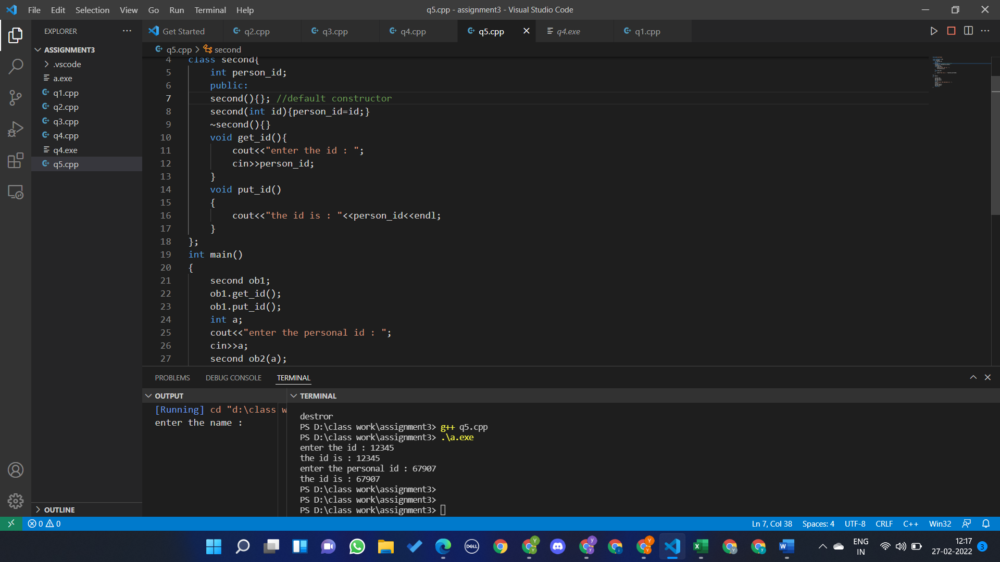 File Edit Selection View Go Run Terminal Help
q5.cpp - assignment3 - Visual Studio Code
EXPLORER
Get Started
q2.cpp
q3.cpp
q4.cpp
q5.cpp
q4.exe
q1.cpp
ASSIGNMENT3
.vscode
a.exe
q1.cpp
q2.cpp
q3.cpp
q4.cpp
q4.exe
q5.cpp
OUTLINE
q5.cpp > second
4 class second{
5 int person_id;
6 public:
7 second(){}; //default constructor
8 second(int id){person_id=id;}
9 ~second(){}
10 void get_id(){
11 cout<<"enter the id : ";
12 cin>>person_id;
13 }
14 void put_id()
15 {
16 cout<<"the id is : "<<person_id<<endl;
17 }
18 };
19 int main()
20 {
21 second ob1;
22 ob1.get_id();
23 ob1.put_id();
24 int a;
25 cout<<"enter the personal id : ";
26 cin>>a;
27 second ob2(a);
PROBLEMS DEBUG CONSOLE TERMINAL
OUTPUT
[Running] cd "d:\class w
enter the name :
TERMINAL
destror
PS D:\class work\assignment3> g++ q5.cpp
PS D:\class work\assignment3> .\a.exe
enter the id : 12345
the id is : 12345
enter the personal id : 67907
the id is : 67907
PS D:\class work\assignment3>
PS D:\class work\assignment3>
PS D:\class work\assignment3>
0 0
Ln 7, Col 38 Spaces: 4 UTF-8 CRLF C++ Win32
DELL
ENG
IN
12:17
27-02-2022
3